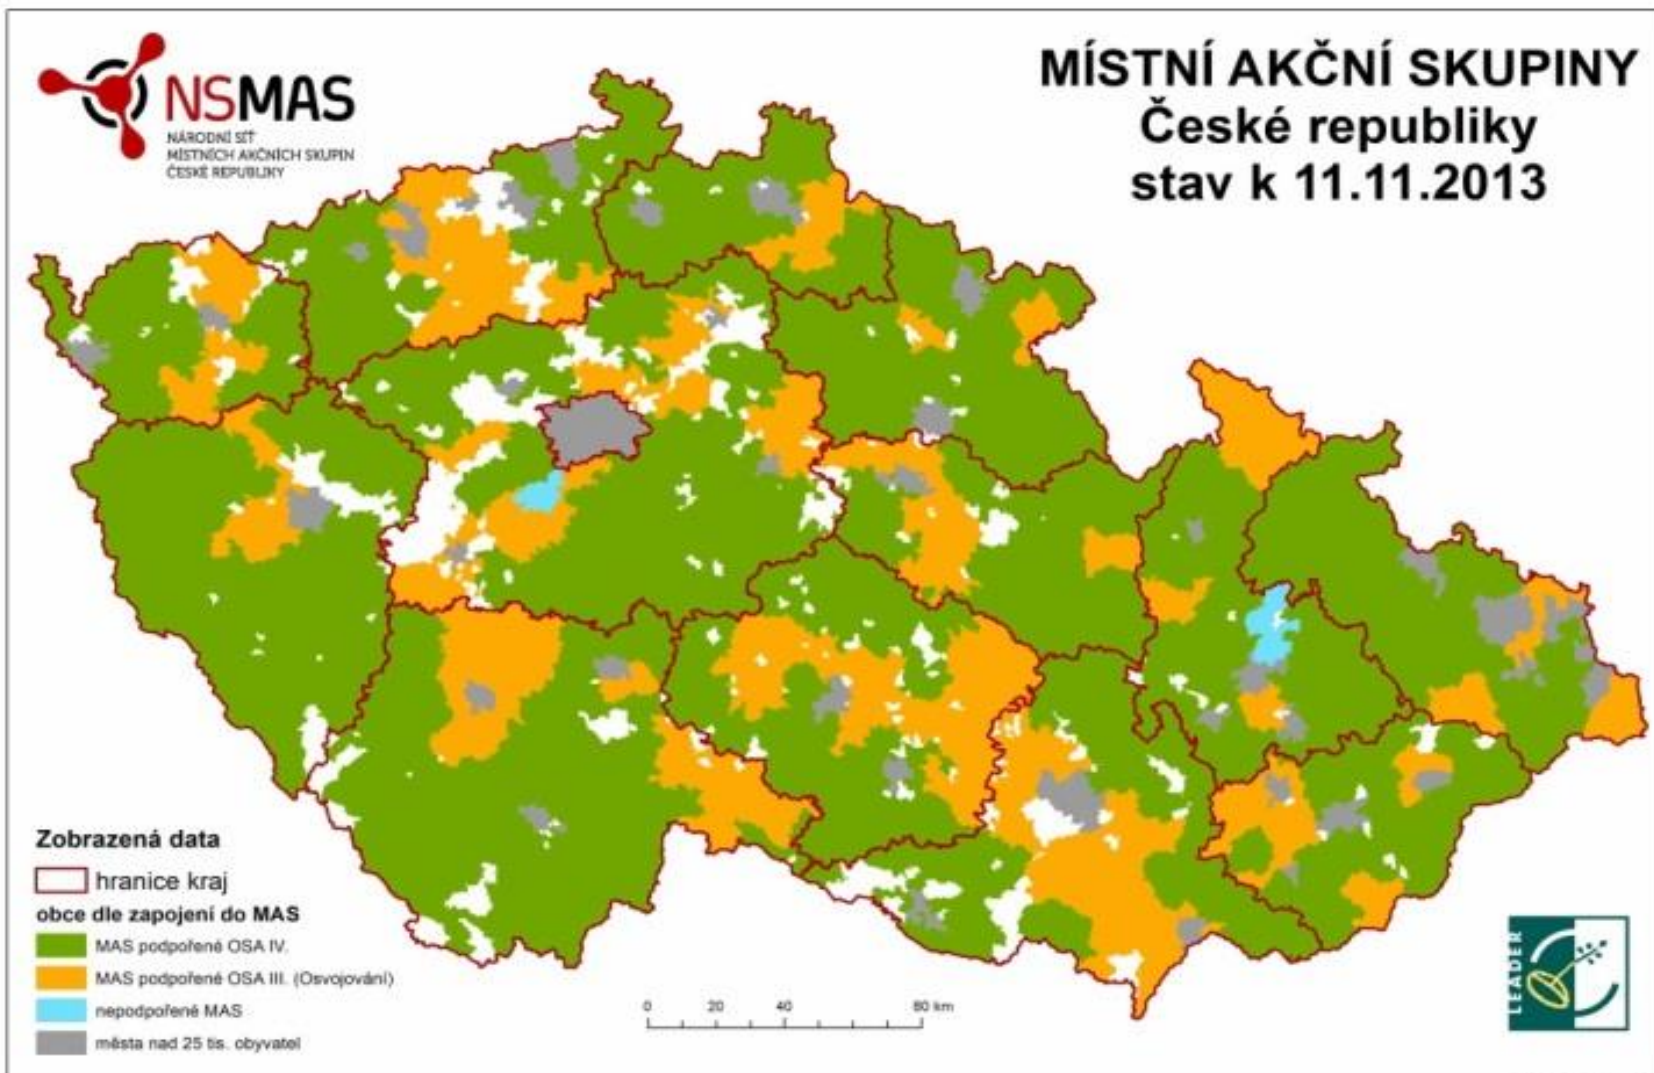 NSMAS
NÁRODNÍ SÍŤ
MÍSTNÍCH AKČNÍCH SKUPIN
ČESKÉ REPUBLIKY
MÍSTNÍ AKČNÍ SKUPINY
České republiky
stav k 11.11.2013
Zobrazená data
hranice kraj
obce dle zapojení do MAS
MAS podpořené OSA IV.
MAS podpořené OSA III. (Osvojování)
nepodpořené MAS
města nad 25 tis. obyvatel
0 20 40 80 km
LEADER